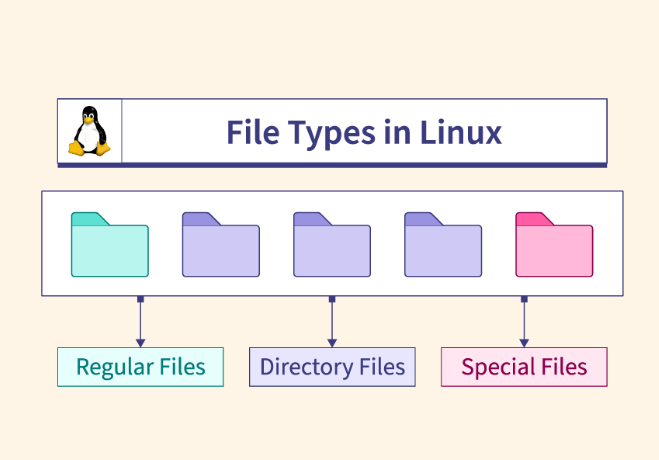 File Types in Linux
Regular Files
Directory Files
Special Files